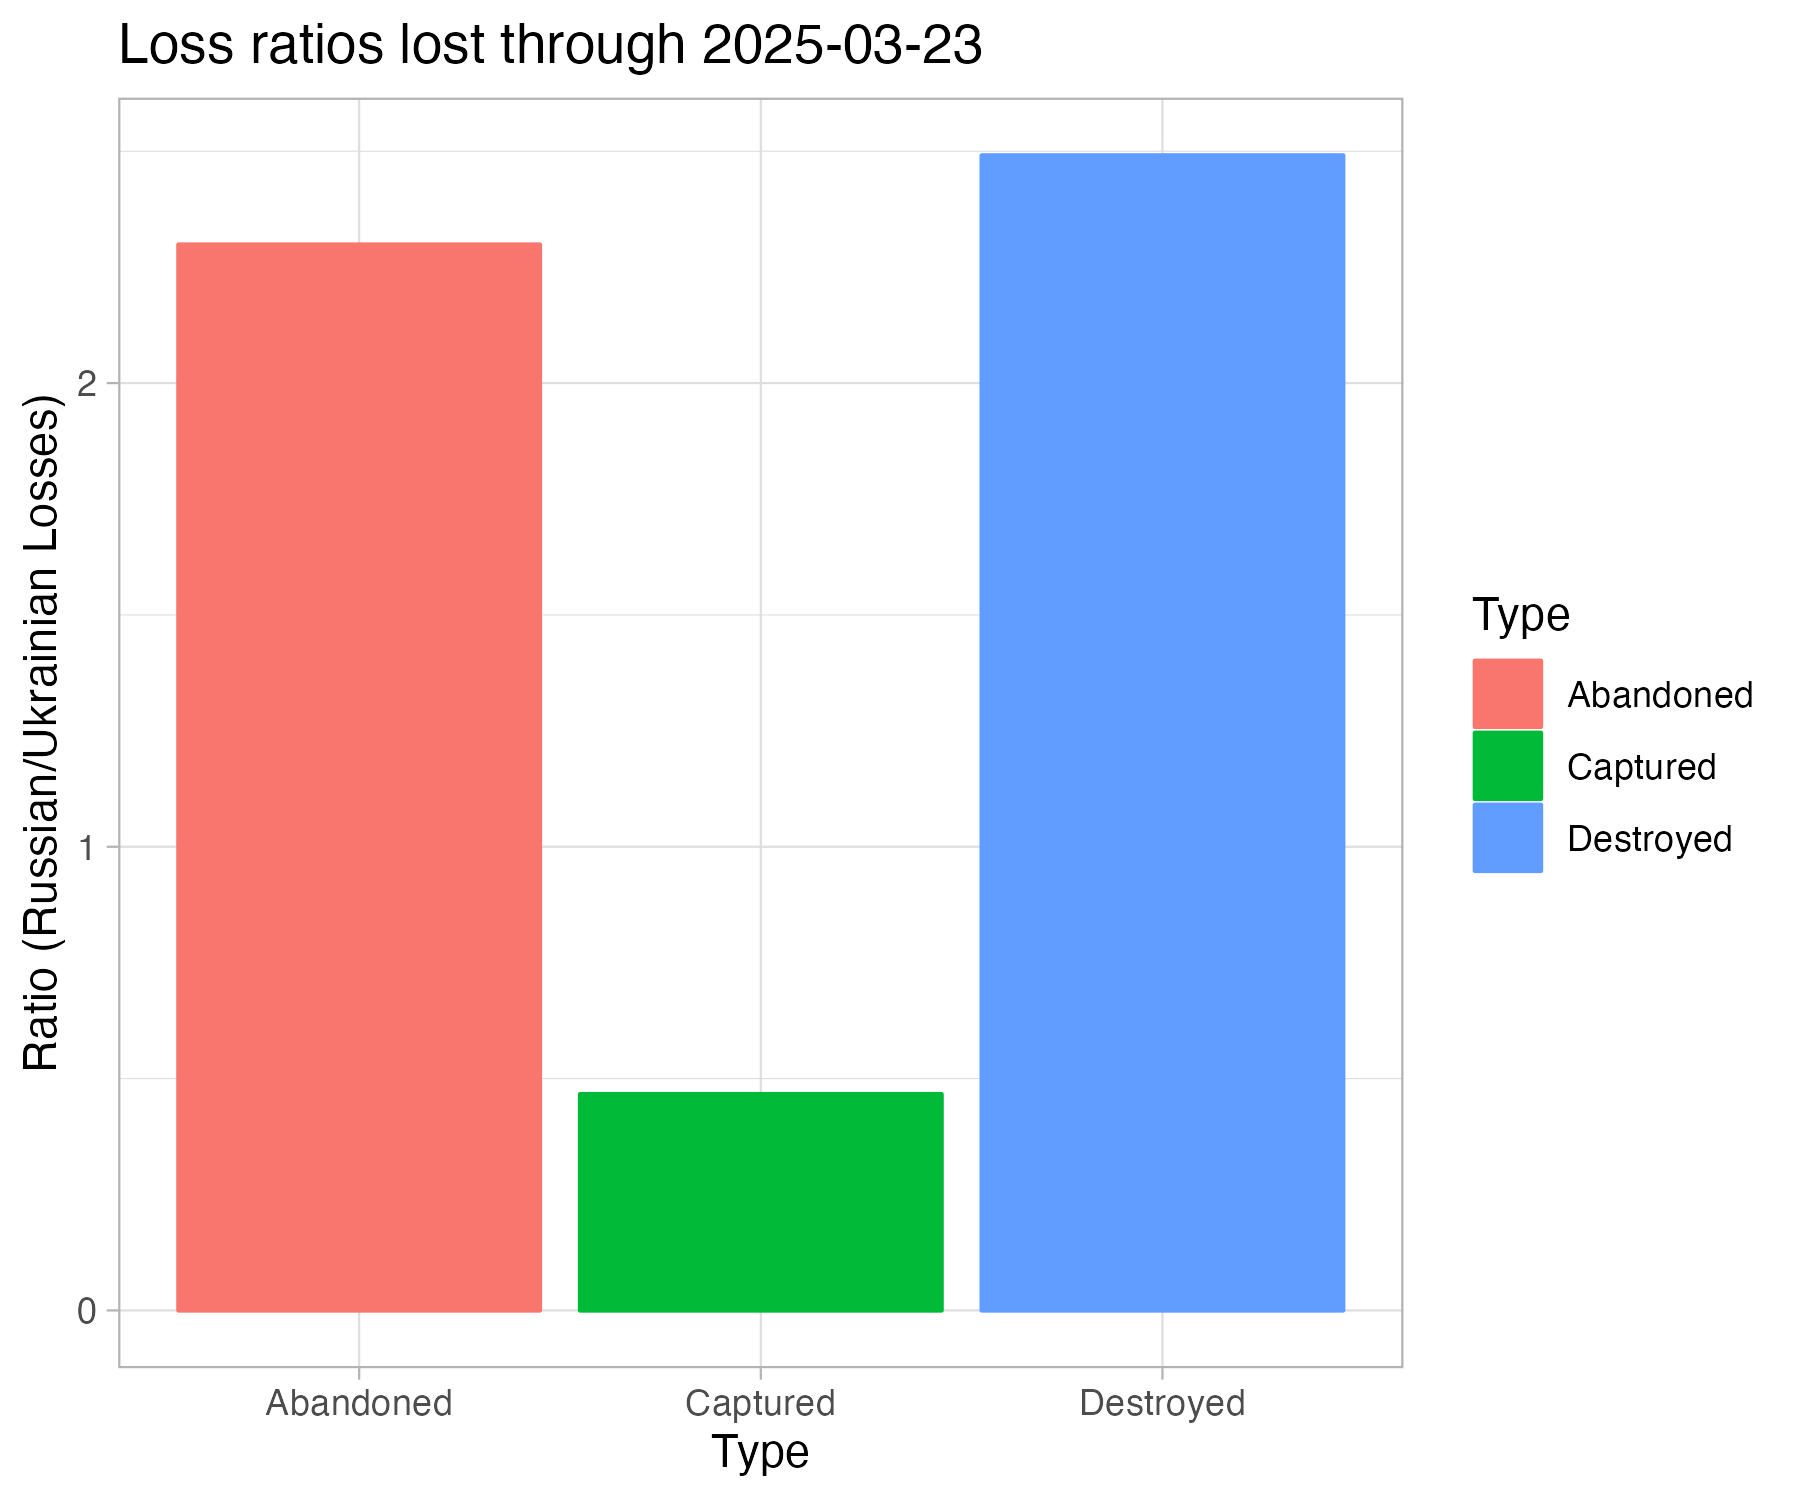 Loss ratios lost through 2025-03-23
Ratio (Russian/Ukrainian Losses)
2
1
0
Abandoned
Captured
Destroyed
Type
Type
Abandoned
Captured
Destroyed